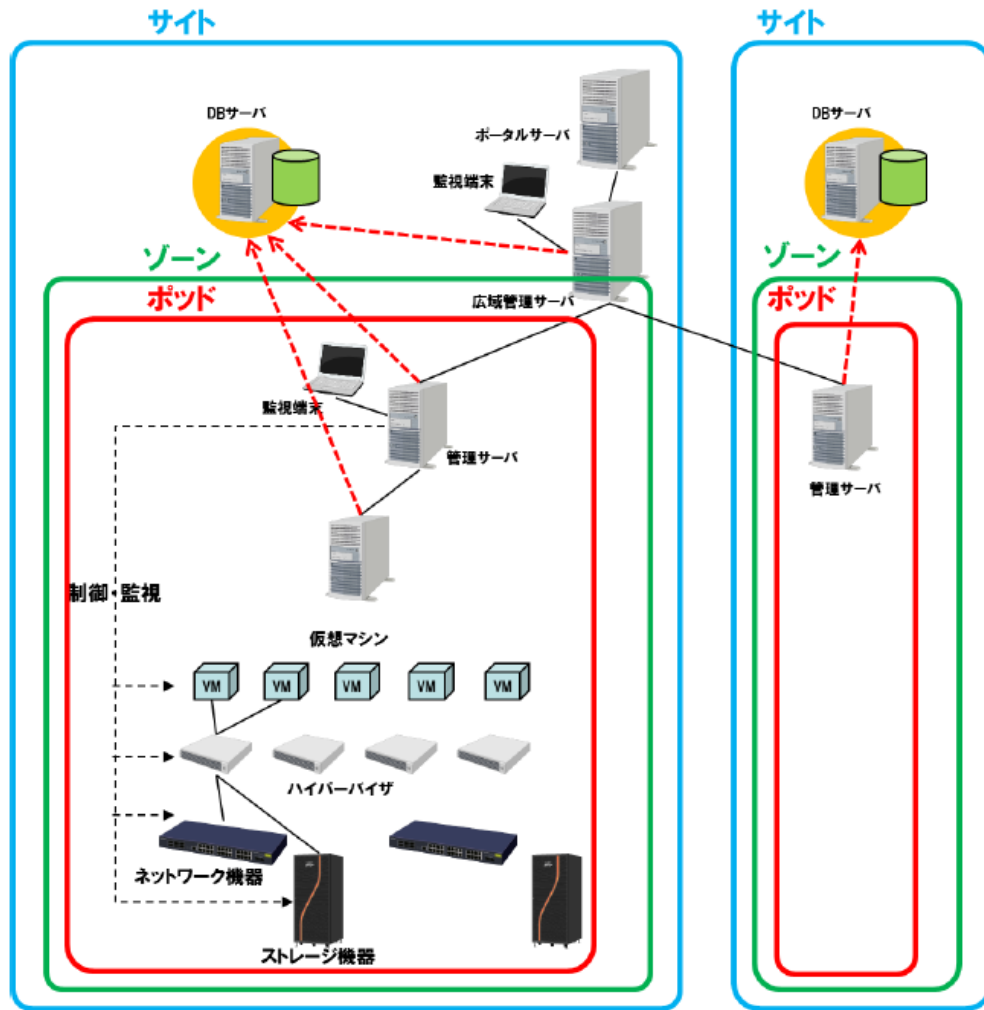 サイト
サイト
DBサーバ
ポータルサーバ
DBサーバ
監視端末
ゾーン
ゾーン
ポッド
広域管理サーバ
ポッド
監視端末
管理サーバ
管理サーバ
制御・監視
仮想マシン
VM
VM
VM
VM
VM
ハイパーバイザ
ネットワーク機器
ストレージ機器